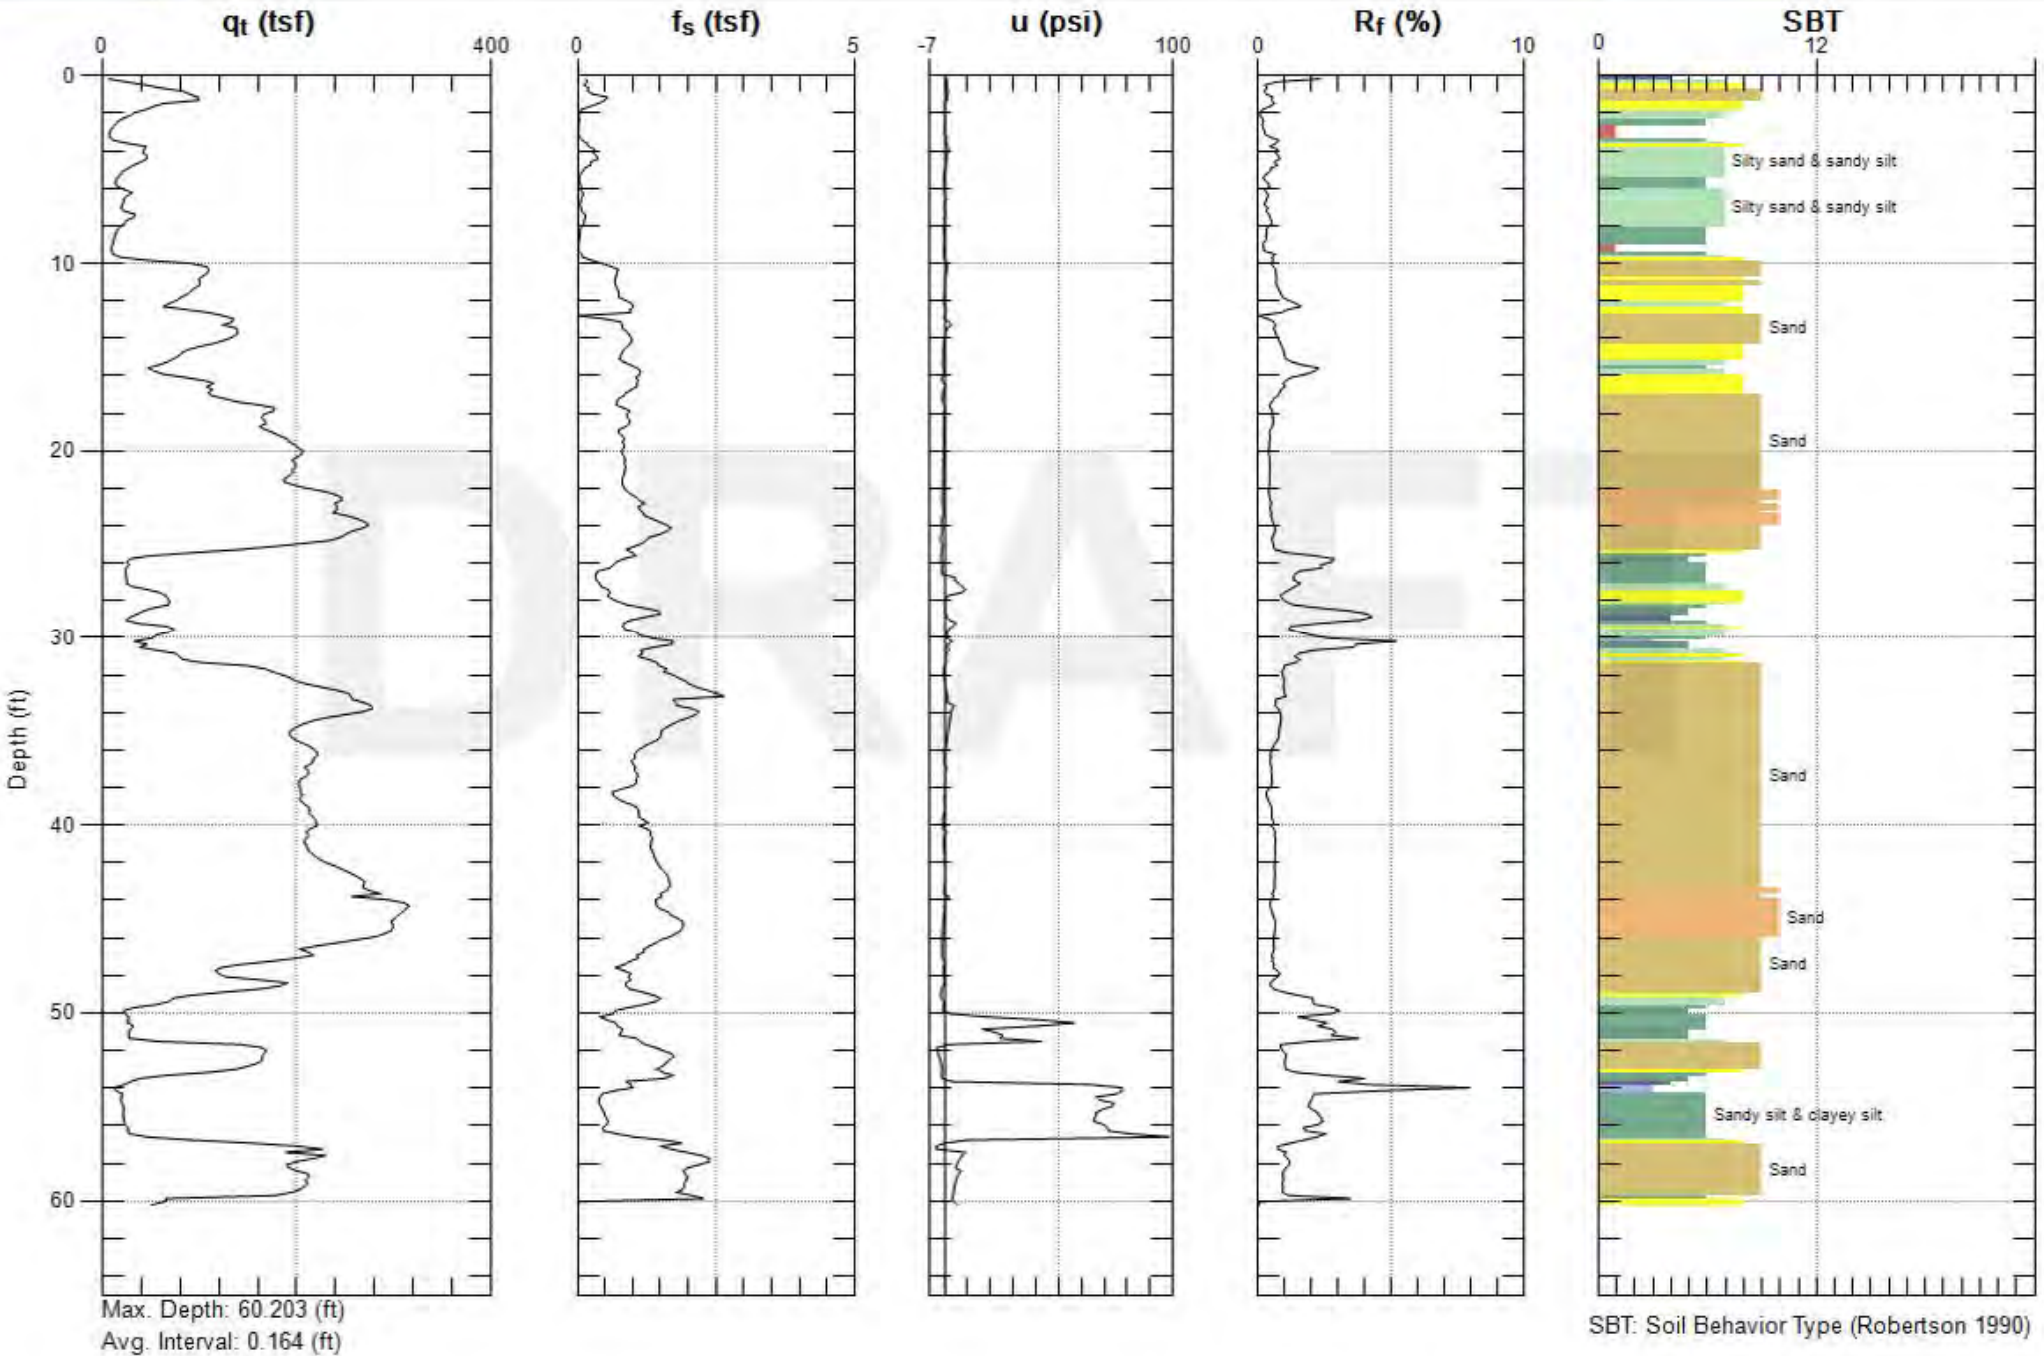 qt (tsf)
fs (tsf)
u (psi)
Rf (%)
SBT
0 400
0 5
-7 100
0 10
0 12
0
10
20
30
40
50
60
Depth (ft)
DRAFT
Silty sand & sandy silt
Silty sand & sandy silt
Sand
Sand
Sand
Sand
Sand
Sandy silt & clayey silt
Sand
Max. Depth: 60.203 (ft)
Avg. Interval: 0.164 (ft)
SBT: Soil Behavior Type (Robertson 1990)